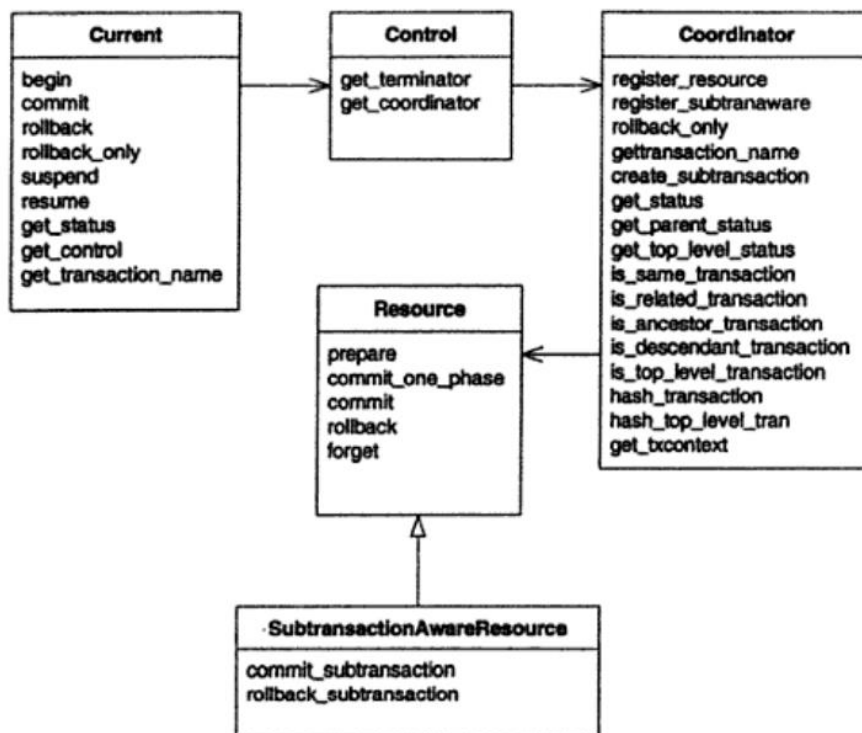 Current
begin
commit
rollback
rollback_only
suspend
resume
get_status
get_control
get_transaction_name
Control
get_terminator
get_coordinator
Coordinator
register_resource
register_subtranaware
rollback_only
gettransaction_name
create_subtransaction
get_status
get_parent_status
get_top_level_status
is_same_transaction
is_related_transaction
is_ancestor_transaction
is_descendant_transaction
is_top_level_transaction
hash_transaction
hash_top_level_tran
get_txcontext
Resource
prepare
commit_one_phase
commit
rollback
forget
SubtransactionAwareResource
commit_subtransaction
rollback_subtransaction